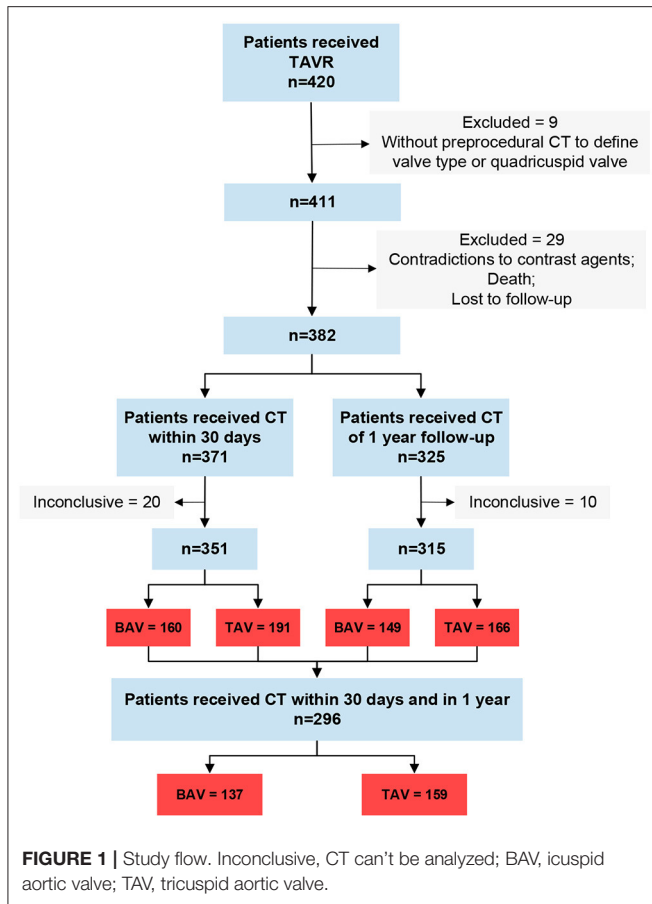 Patients received
TAVR
n=420
Excluded = 9
Without preprocedural CT to define
valve type or quadricuspid valve
n=411
Excluded = 29
Contradictions to contrast agents;
Death;
Lost to follow-up
n=382
Patients received CT
within 30 days
n=371
Patients received CT
of 1 year follow-up
n=325
Inconclusive = 20
Inconclusive = 10
n=351
n=315
BAV = 160
TAV = 191
BAV = 149
TAV = 166
Patients received CT within 30 days and in 1 year
n=296
BAV = 137
TAV = 159
FIGURE 1 | Study flow. Inconclusive, CT can't be analyzed; BAV, icuspid
aortic valve; TAV, tricuspid aortic valve.